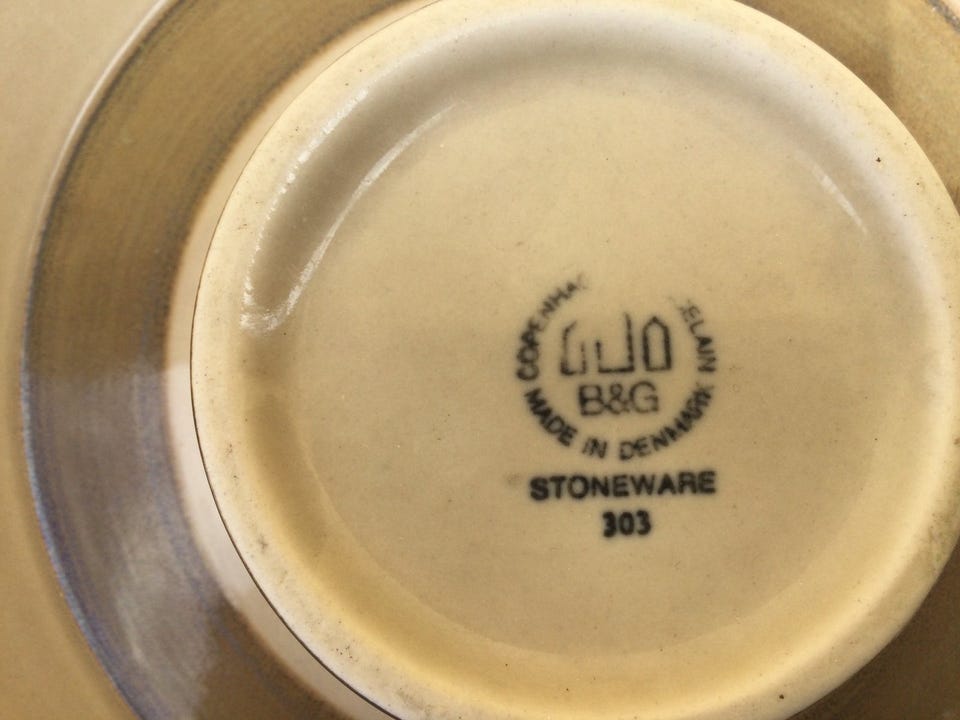 COPENHA ELAIN
B&G
MADE IN DENMARK
STONEWARE
303